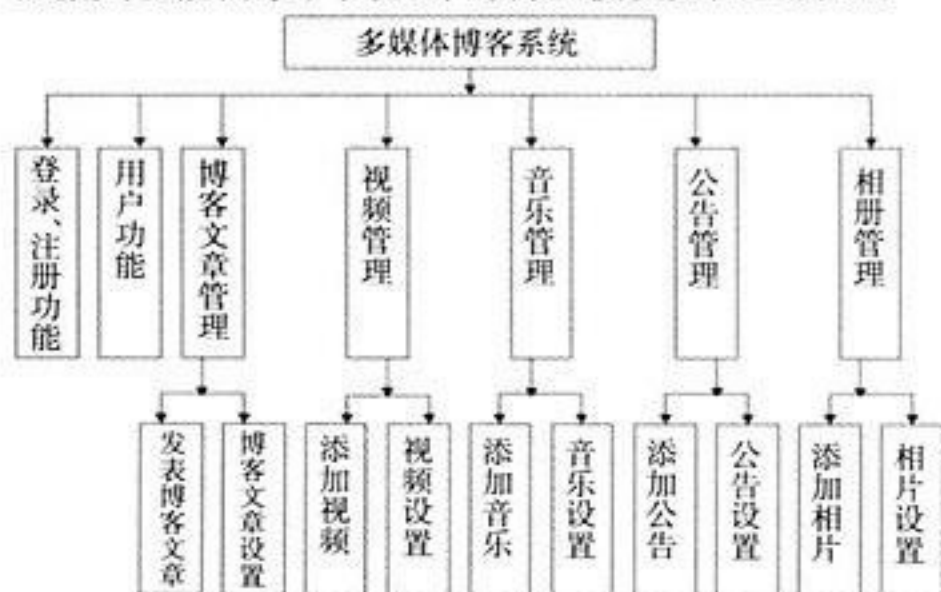 多媒体博客系统
登录、注册功能
用户功能
博客文章管理
视频管理
音乐管理
公告管理
相册管理
发表博客文章
博客文章设置
添加视频
视频设置
添加音乐
音乐设置
添加公告
公告设置
添加相片
相片设置